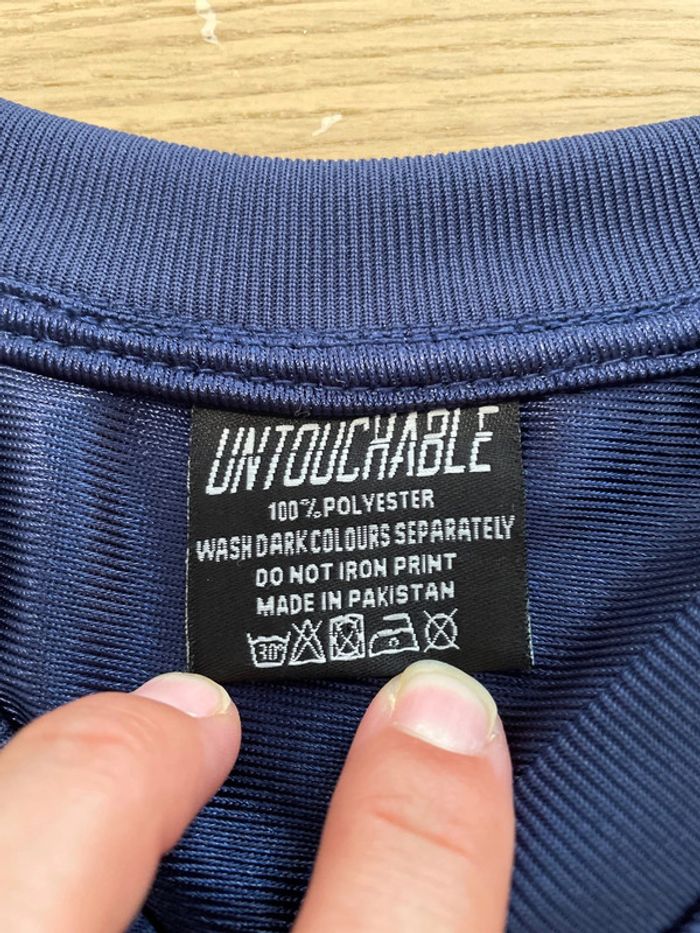 UNTOUCHABLE
100% POLYESTER
WASH DARK COLOURS SEPARATELY
DO NOT IRON PRINT
MADE IN PAKISTAN
30°